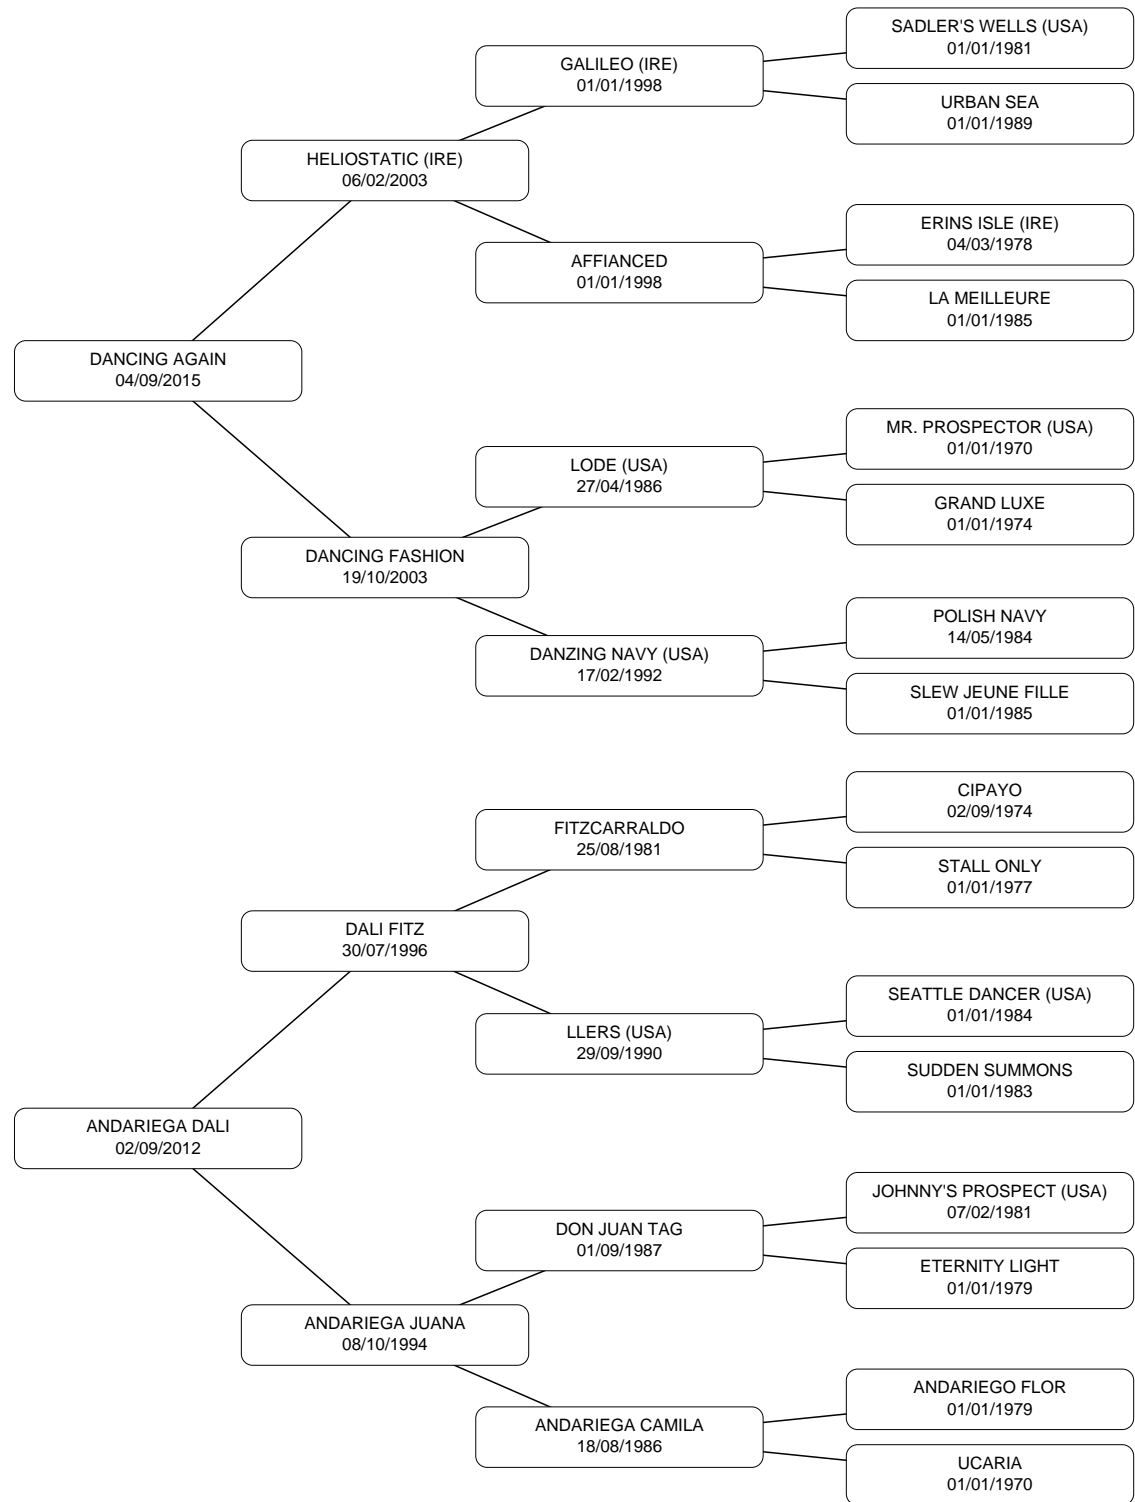 SADLER'S WELLS (USA)
01/01/1981
GALILEO (IRE)
01/01/1998
URBAN SEA
01/01/1989
HELIOSTATIC (IRE)
06/02/2003
ERINS ISLE (IRE)
04/03/1978
AFFIANCED
01/01/1998
LA MEILLEURE
01/01/1985
DANCING AGAIN
04/09/2015
MR. PROSPECTOR (USA)
01/01/1970
LODE (USA)
27/04/1986
GRAND LUXE
01/01/1974
DANCING FASHION
19/10/2003
POLISH NAVY
14/05/1984
DANZING NAVY (USA)
17/02/1992
SLEW JEUNE FILLE
01/01/1985
CIPAYO
02/09/1974
FITZCARRALDO
25/08/1981
STALL ONLY
01/01/1977
DALI FITZ
30/07/1996
SEATTLE DANCER (USA)
01/01/1984
LLERS (USA)
29/09/1990
SUDDEN SUMMONS
01/01/1983
ANDARIEGA DALI
02/09/2012
JOHNNY'S PROSPECT (USA)
07/02/1981
DON JUAN TAG
01/09/1987
ETERNITY LIGHT
01/01/1979
ANDARIEGA JUANA
08/10/1994
ANDARIEGO FLOR
01/01/1979
ANDARIEGA CAMILA
18/08/1986
UCARIA
01/01/1970